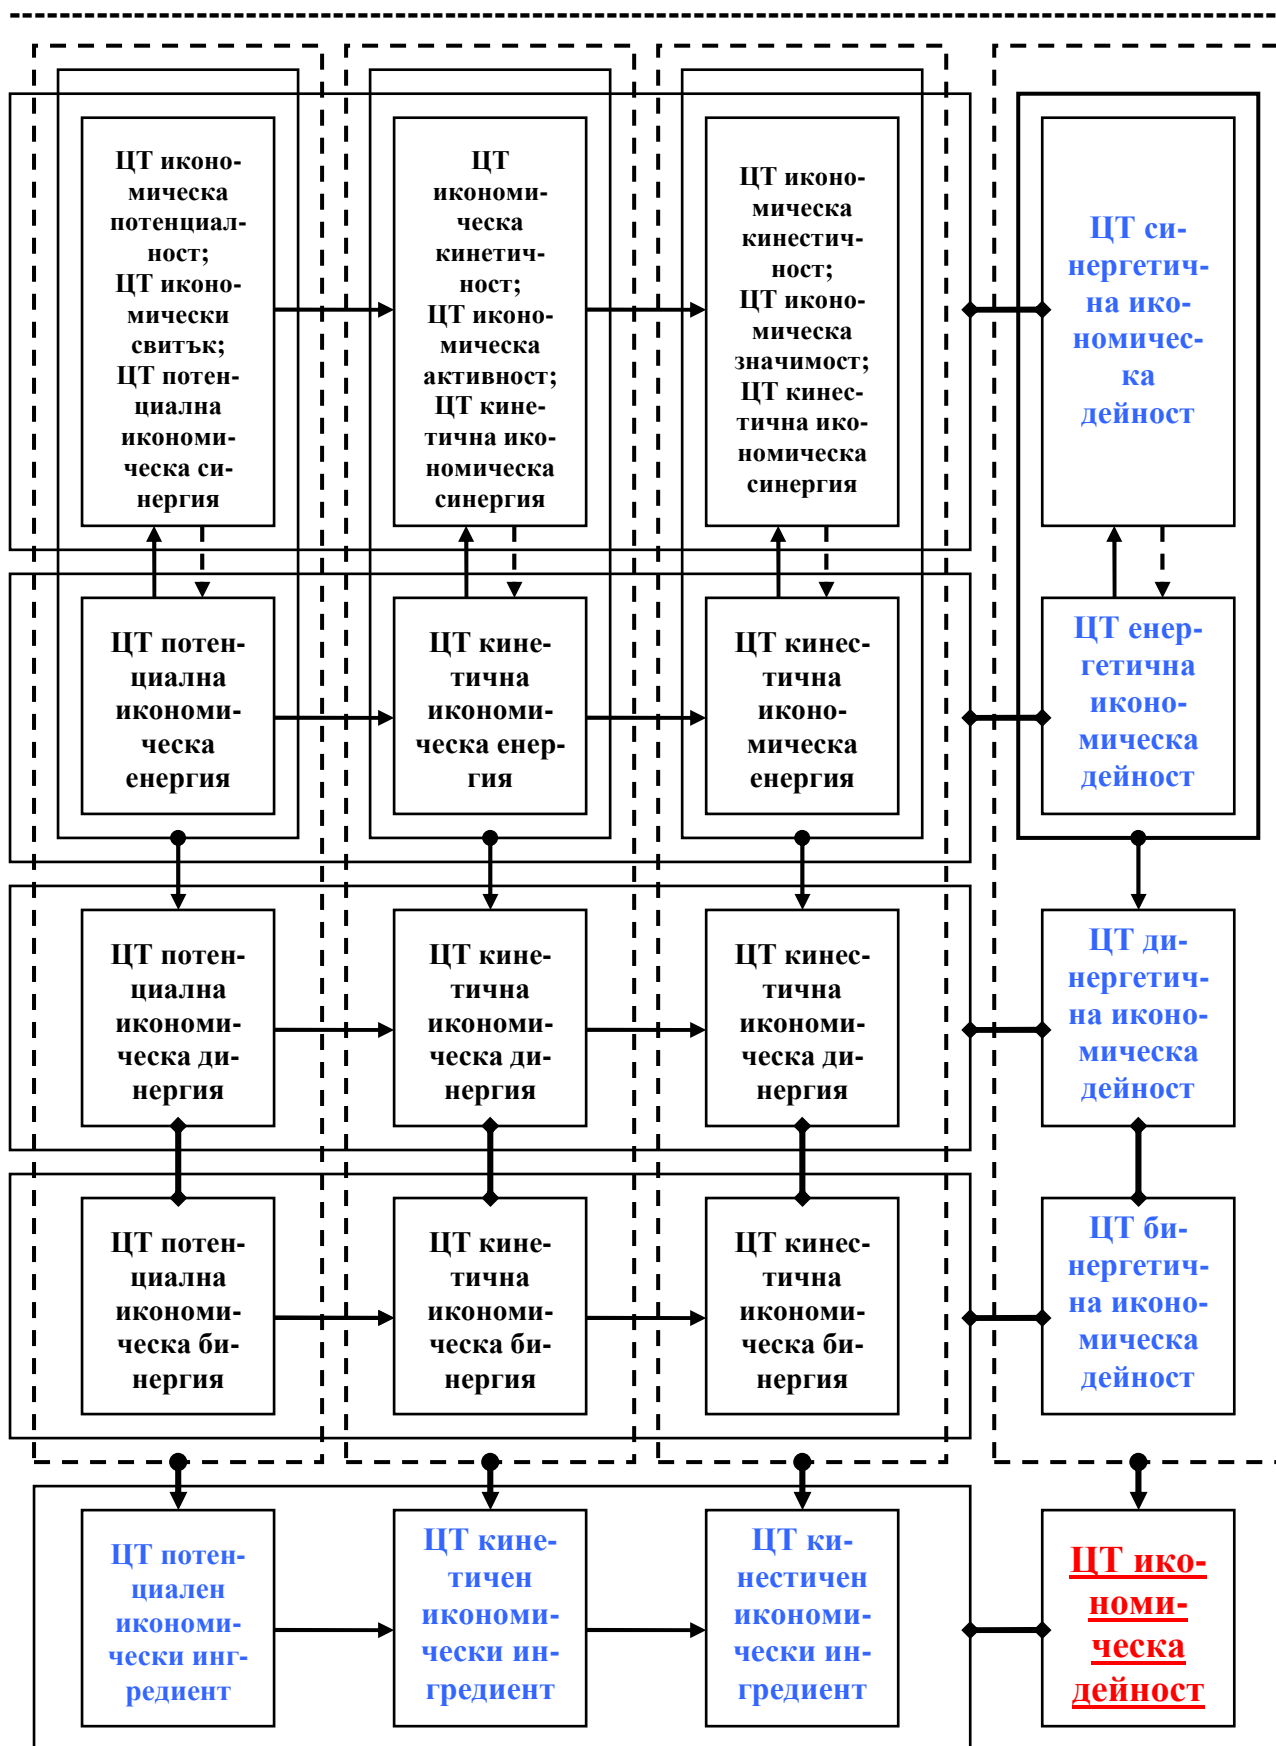 ЦТ иконо-
мическа
потенциал-
ност;
ЦТ иконо-
мически
свитък;
ЦТ потен-
циална
икономи-
ческа си-
нергия
ЦТ
икономи-
ческа
кинетич-
ност;
ЦТ иконо-
мическа
активност;
ЦТ кине-
тична ико-
номическа
синергия
ЦТ иконо-
мическа
кинестич-
ност;
ЦТ иконо-
мическа
значимост;
ЦТ кинес-
тична ико-
номическа
синергия
ЦТ си-
нергетич-
на ико-
номичес-
ка
дейност
ЦТ потен-
циална
икономи-
ческа
енергия
ЦТ кине-
тична
икономи-
ческа енер-
гия
ЦТ кинес-
тична
иконо-
мическа
енергия
ЦТ енер-
гетична
иконо-
мическа
дейност
ЦТ потен-
циална
икономи-
ческа ди-
нергия
ЦТ кине-
тична
икономи-
ческа ди-
нергия
ЦТ кинес-
тична
икономи-
ческа ди-
нергия
ЦТ ди-
нергетич-
на иконо-
мическа
дейност
ЦТ потен-
циална
икономи-
ческа би-
нергия
ЦТ кине-
тична
икономи-
ческа би-
нергия
ЦТ кинес-
тична
икономи-
ческа би-
нергия
ЦТ би-
нергетич-
на иконо-
мическа
дейност
ЦТ потен-
циален
икономи-
чески инг-
редиент
ЦТ кине-
тичен
икономи-
чески ин-
гредиент
ЦТ ки-
нестичен
икономи-
чески ин-
гредиент
ЦТ ико-
номи-
ческа
дейност